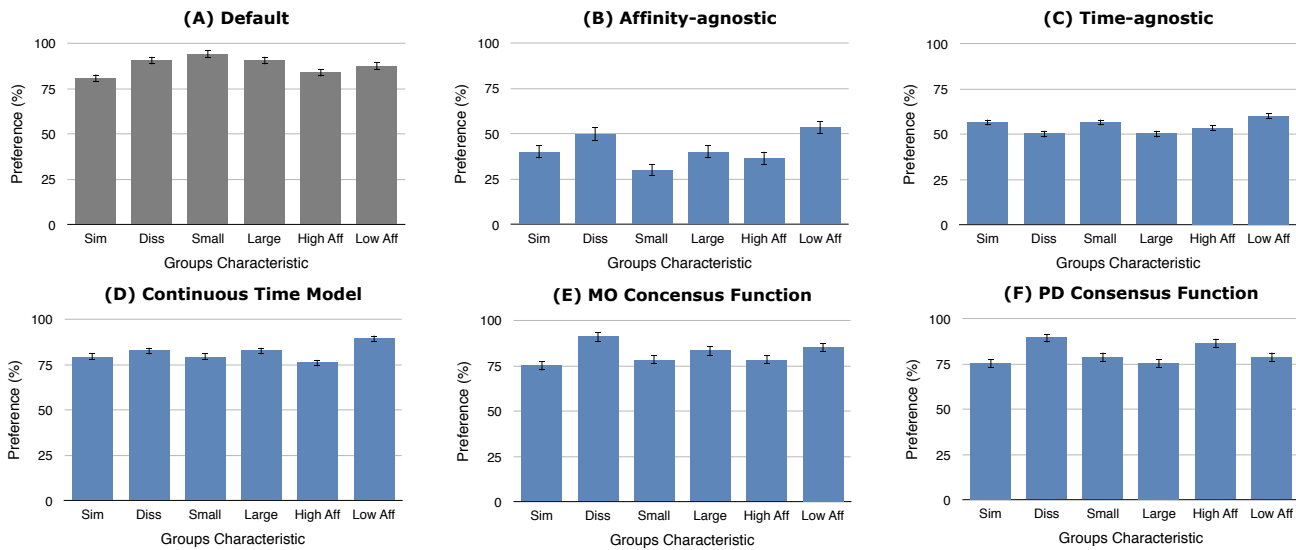 (A) Default
100
75
50
25
0
Preference (%)
Sim Diss Small Large High Aff Low Aff
Groups Characteristic
(B) Affinity-agnostic
100
75
50
25
0
Preference (%)
Sim Diss Small Large High Aff Low Aff
Groups Characteristic
(C) Time-agnostic
100
75
50
25
0
Preference (%)
Sim Diss Small Large High Aff Low Aff
Groups Characteristic
(D) Continuous Time Model
100
75
50
25
0
Preference (%)
Sim Diss Small Large High Aff Low Aff
Groups Characteristic
(E) MO Concensus Function
100
75
50
25
0
Preference (%)
Sim Diss Small Large High Aff Low Aff
Groups Characteristic
(F) PD Consensus Function
100
75
50
25
0
Preference (%)
Sim Diss Small Large High Aff Low Aff
Groups Characteristic